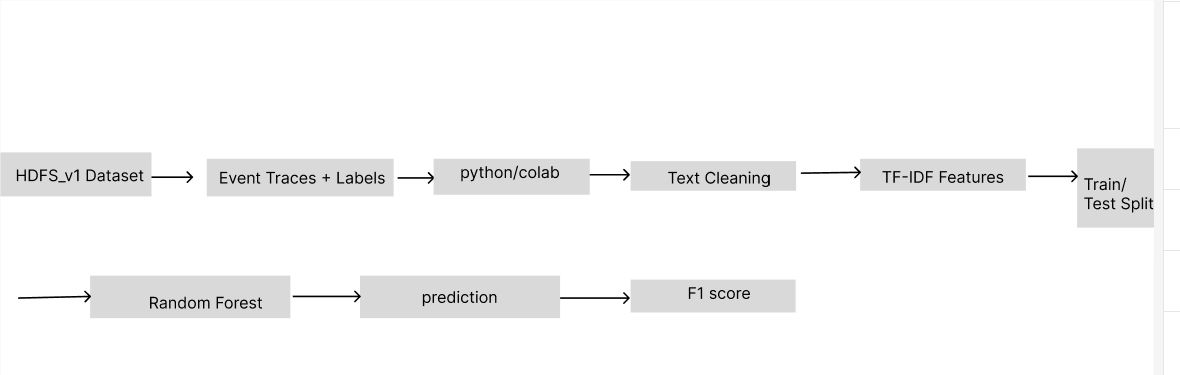 HDFS_v1 Dataset
Event Traces + Labels
python/colab
Text Cleaning
TF-IDF Features
Train/
Test Split
Random Forest
prediction
F1 score